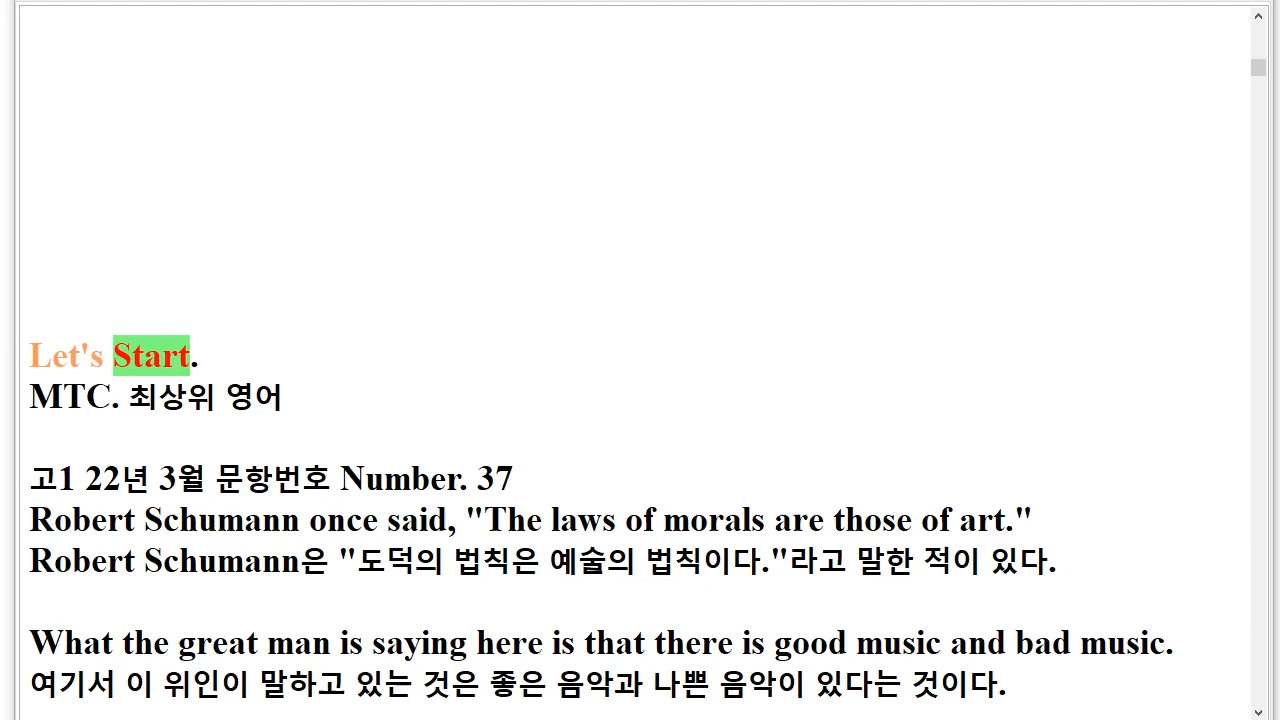 Let's Start.
MTC. 최상위 영어
고1 22년 3월 문항번호 Number. 37
Robert Schumann once said, "The laws of morals are those of art."
Robert Schumann은 "도덕의 법칙은 예술의 법칙이다."라고 말한 적이 있다.
What the great man is saying here is that there is good music and bad music.
여기서 이 위인이 말하고 있는 것은 좋은 음악과 나쁜 음악이 있다는 것이다.